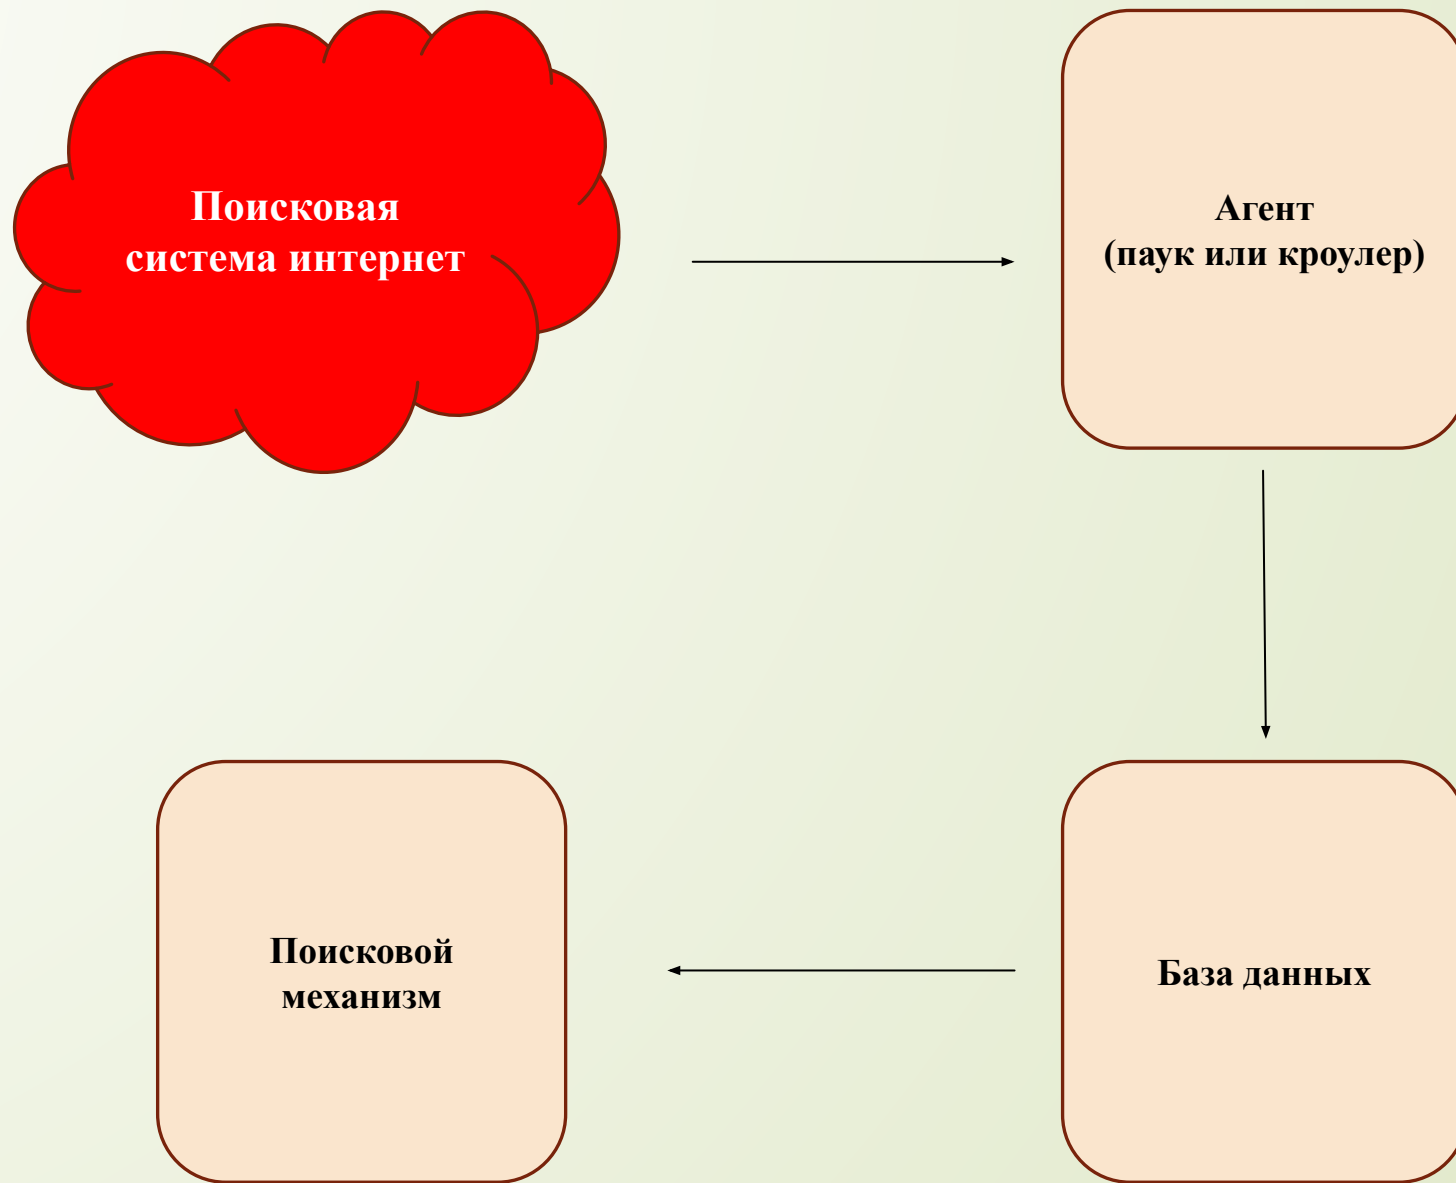 Поисковая
система интернет
Агент
(паук или кроулер)
Поисковой
механизм
База данных